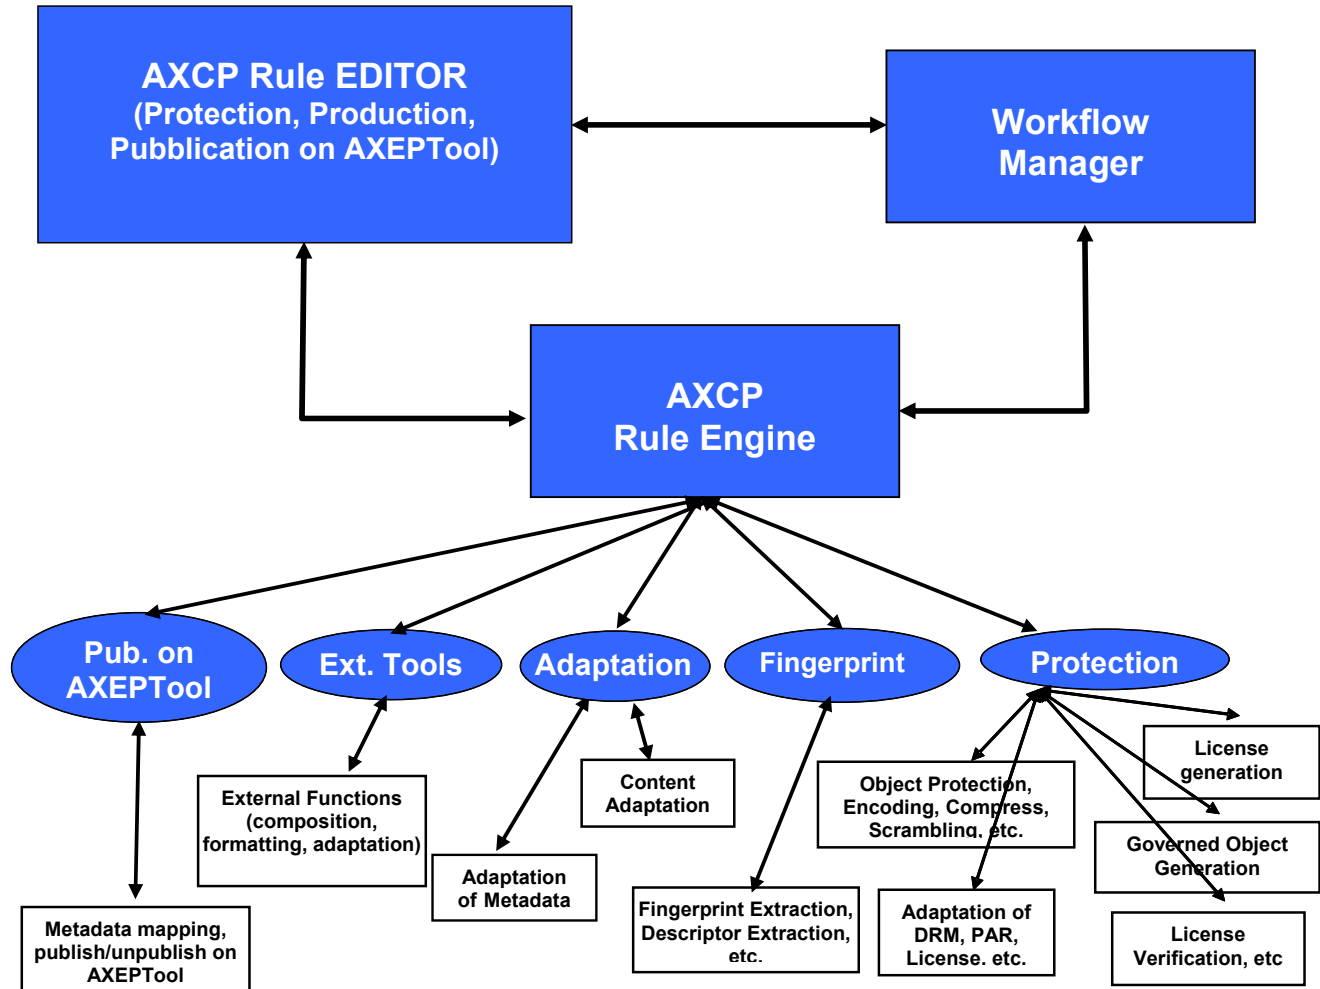 AXCP Rule EDITOR
(Protection, Production,
Pubblication on AXEPTool)
Workflow
Manager
AXCP
Rule Engine
Pub. on
AXEPTool
Ext. Tools
Adaptation
Fingerprint
Protection
External Functions
(composition,
formatting, adaptation)
Content
Adaptation
Object Protection,
Encoding, Compress,
Scrambling, etc.
License
generation
Governed Object
Generation
Adaptation
of Metadata
Metadata mapping,
publish/unpublish on
AXEPTool
Fingerprint Extraction,
Descriptor Extraction,
etc.
Adaptation of
DRM, PAR,
License. etc.
License
Verification, etc